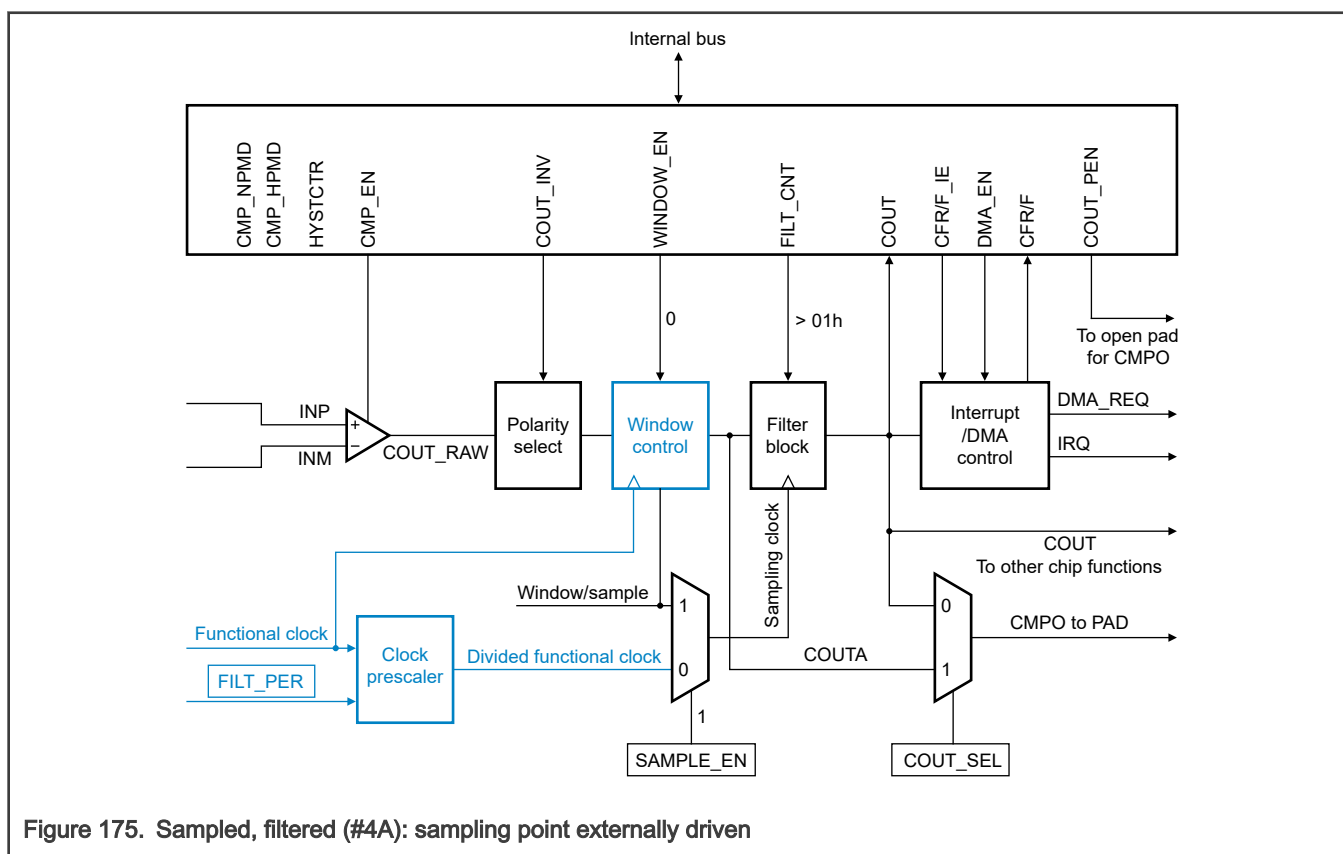 Internal bus
CMP_NPMD
CMP_HPMD
HYSTCTR
CMP_EN
COUT_INV
WINDOW_EN
FILT_CNT
COUT
CFR/F_IE
DMA_EN
CFR/F
COUT_PEN
0
> 01h
To open pad
for CMPO
INP
+
−
INM
COUT_RAW
Polarity
select
Window
control
Filter
block
Interrupt
/DMA
control
DMA_REQ
IRQ
Sampling clock
COUT
To other chip functions
Window/sample
1
0
Functional clock
FILT_PER
Clock
prescaler
Divided functional clock
1
SAMPLE_EN
COUTA
0
1
CMPO to PAD
COUT_SEL
Figure 175. Sampled, filtered (#4A): sampling point externally driven